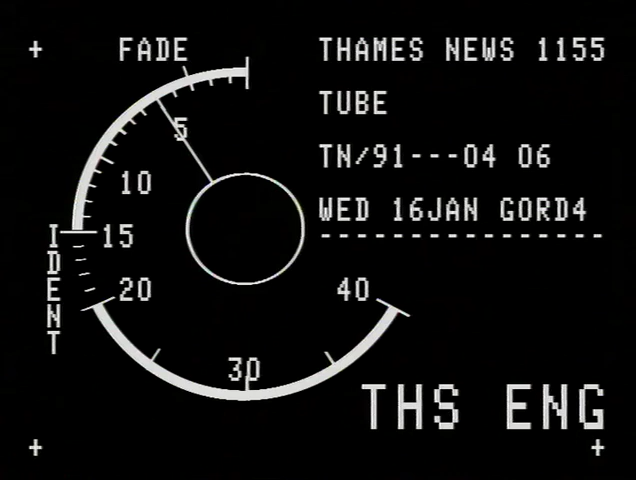 FADE
THAMES NEWS 1155
TUBE
TN/91---04 06
WED 16JAN GORD4
----------------
5
10
15
20
30
40
IDENT
THS ENG